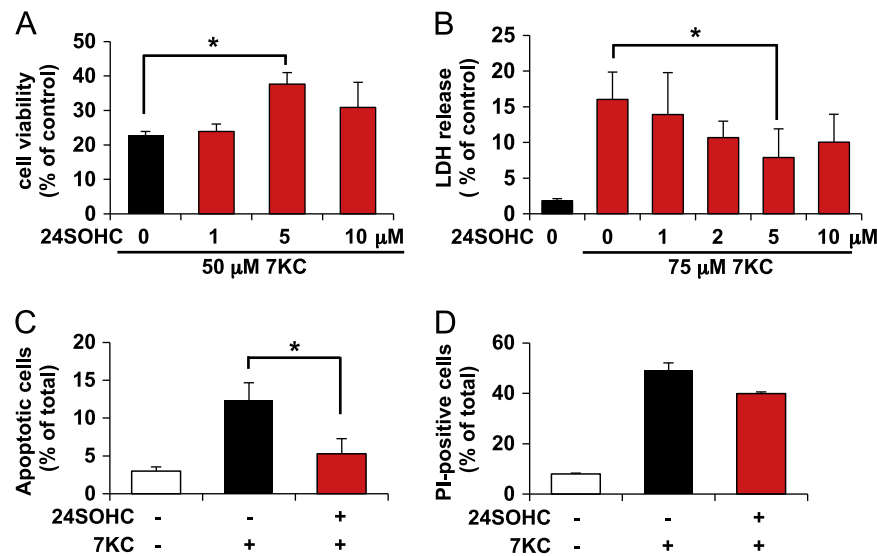 A
cell viability
(% of control)
50
40
30
20
10
0
*
24SOHC 0 1 5 10 μM
50 μM 7KC
B
LDH release
( % of control)
25
20
15
10
5
0
*
24SOHC 0 0 1 2 5 10 μM
75 μM 7KC
C
Apoptotic cells
(% of total)
20
15
10
5
0
*
24SOHC - - +
7KC - + +
D
PI-positive cells
(% of total)
60
40
20
0
24SOHC - - +
7KC - + +